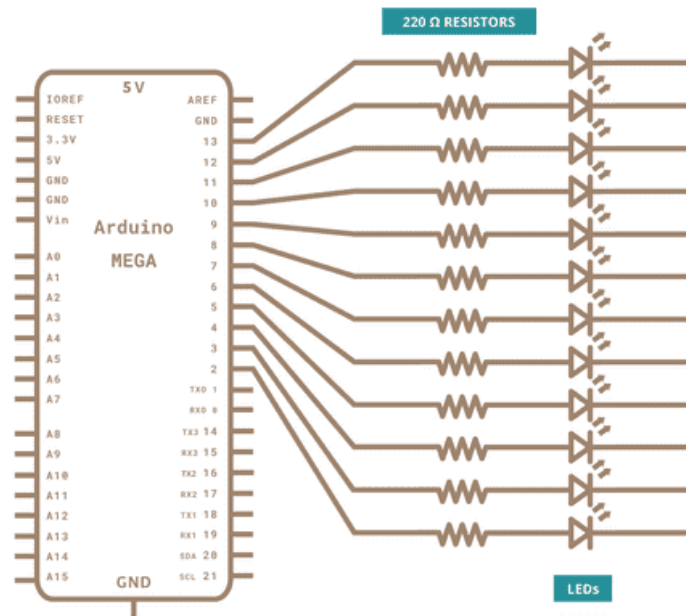 220 Ω RESISTORS
5V
IOREF
RESET
3.3V
5V
GND
GND
Vin
A0
A1
A2
A3
A4
A5
A6
A7
A8
A9
A10
A11
A12
A13
A14
A15
Arduino
MEGA
GND
AREF
GND
13
12
11
10
9
8
7
6
5
4
3
2
TX0 1
RX0 0
TX3 14
RX3 15
TX2 16
RX2 17
TX1 18
RX1 19
SDA 20
SCL 21
LEDs